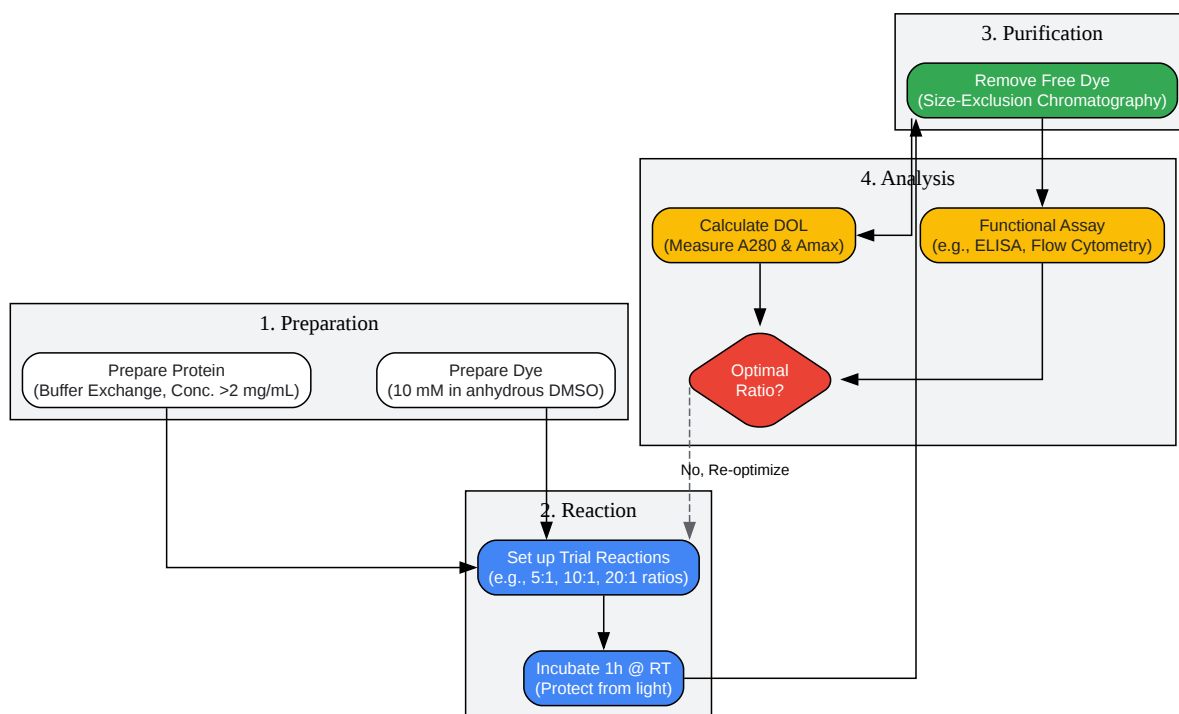 3. Purification
Remove Free Dye
(Size-Exclusion Chromatography)
4. Analysis
Calculate DOL
(Measure A280 & Amax)
Functional Assay
(e.g., ELISA, Flow Cytometry)
1. Preparation
Prepare Protein
(Buffer Exchange, Conc. >2 mg/mL)
Prepare Dye
(10 mM in anhydrous DMSO)
Optimal
Ratio?
No, Re-optimize
2. Reaction
Set up Trial Reactions
(e.g., 5:1, 10:1, 20:1 ratios)
Incubate 1h @ RT
(Protect from light)